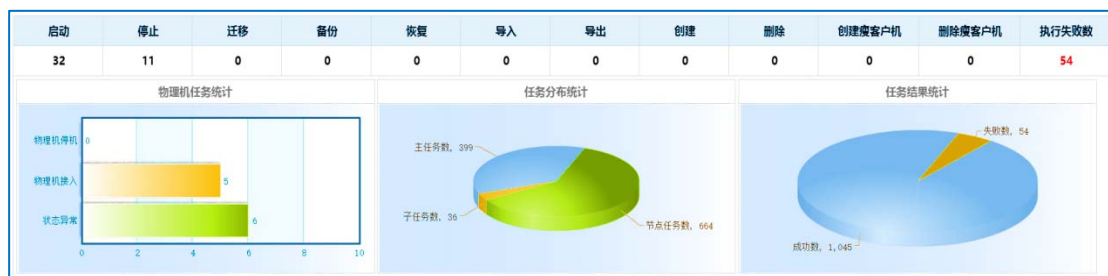 启动 停止 迁移 备份 恢复 导入 导出 创建 删除 创建瘦客户机 删除瘦客户机 执行失败数
32 11 0 0 0 0 0 0 0 0 0 54
物理机任务统计
物理机停机 0
物理机接入 5
状态异常 6
0 2 4 6 8 10
任务分布统计
主任务数, 399
子任务数, 36
节点任务数, 664
任务结果统计
失败数, 54
成功数, 1,045